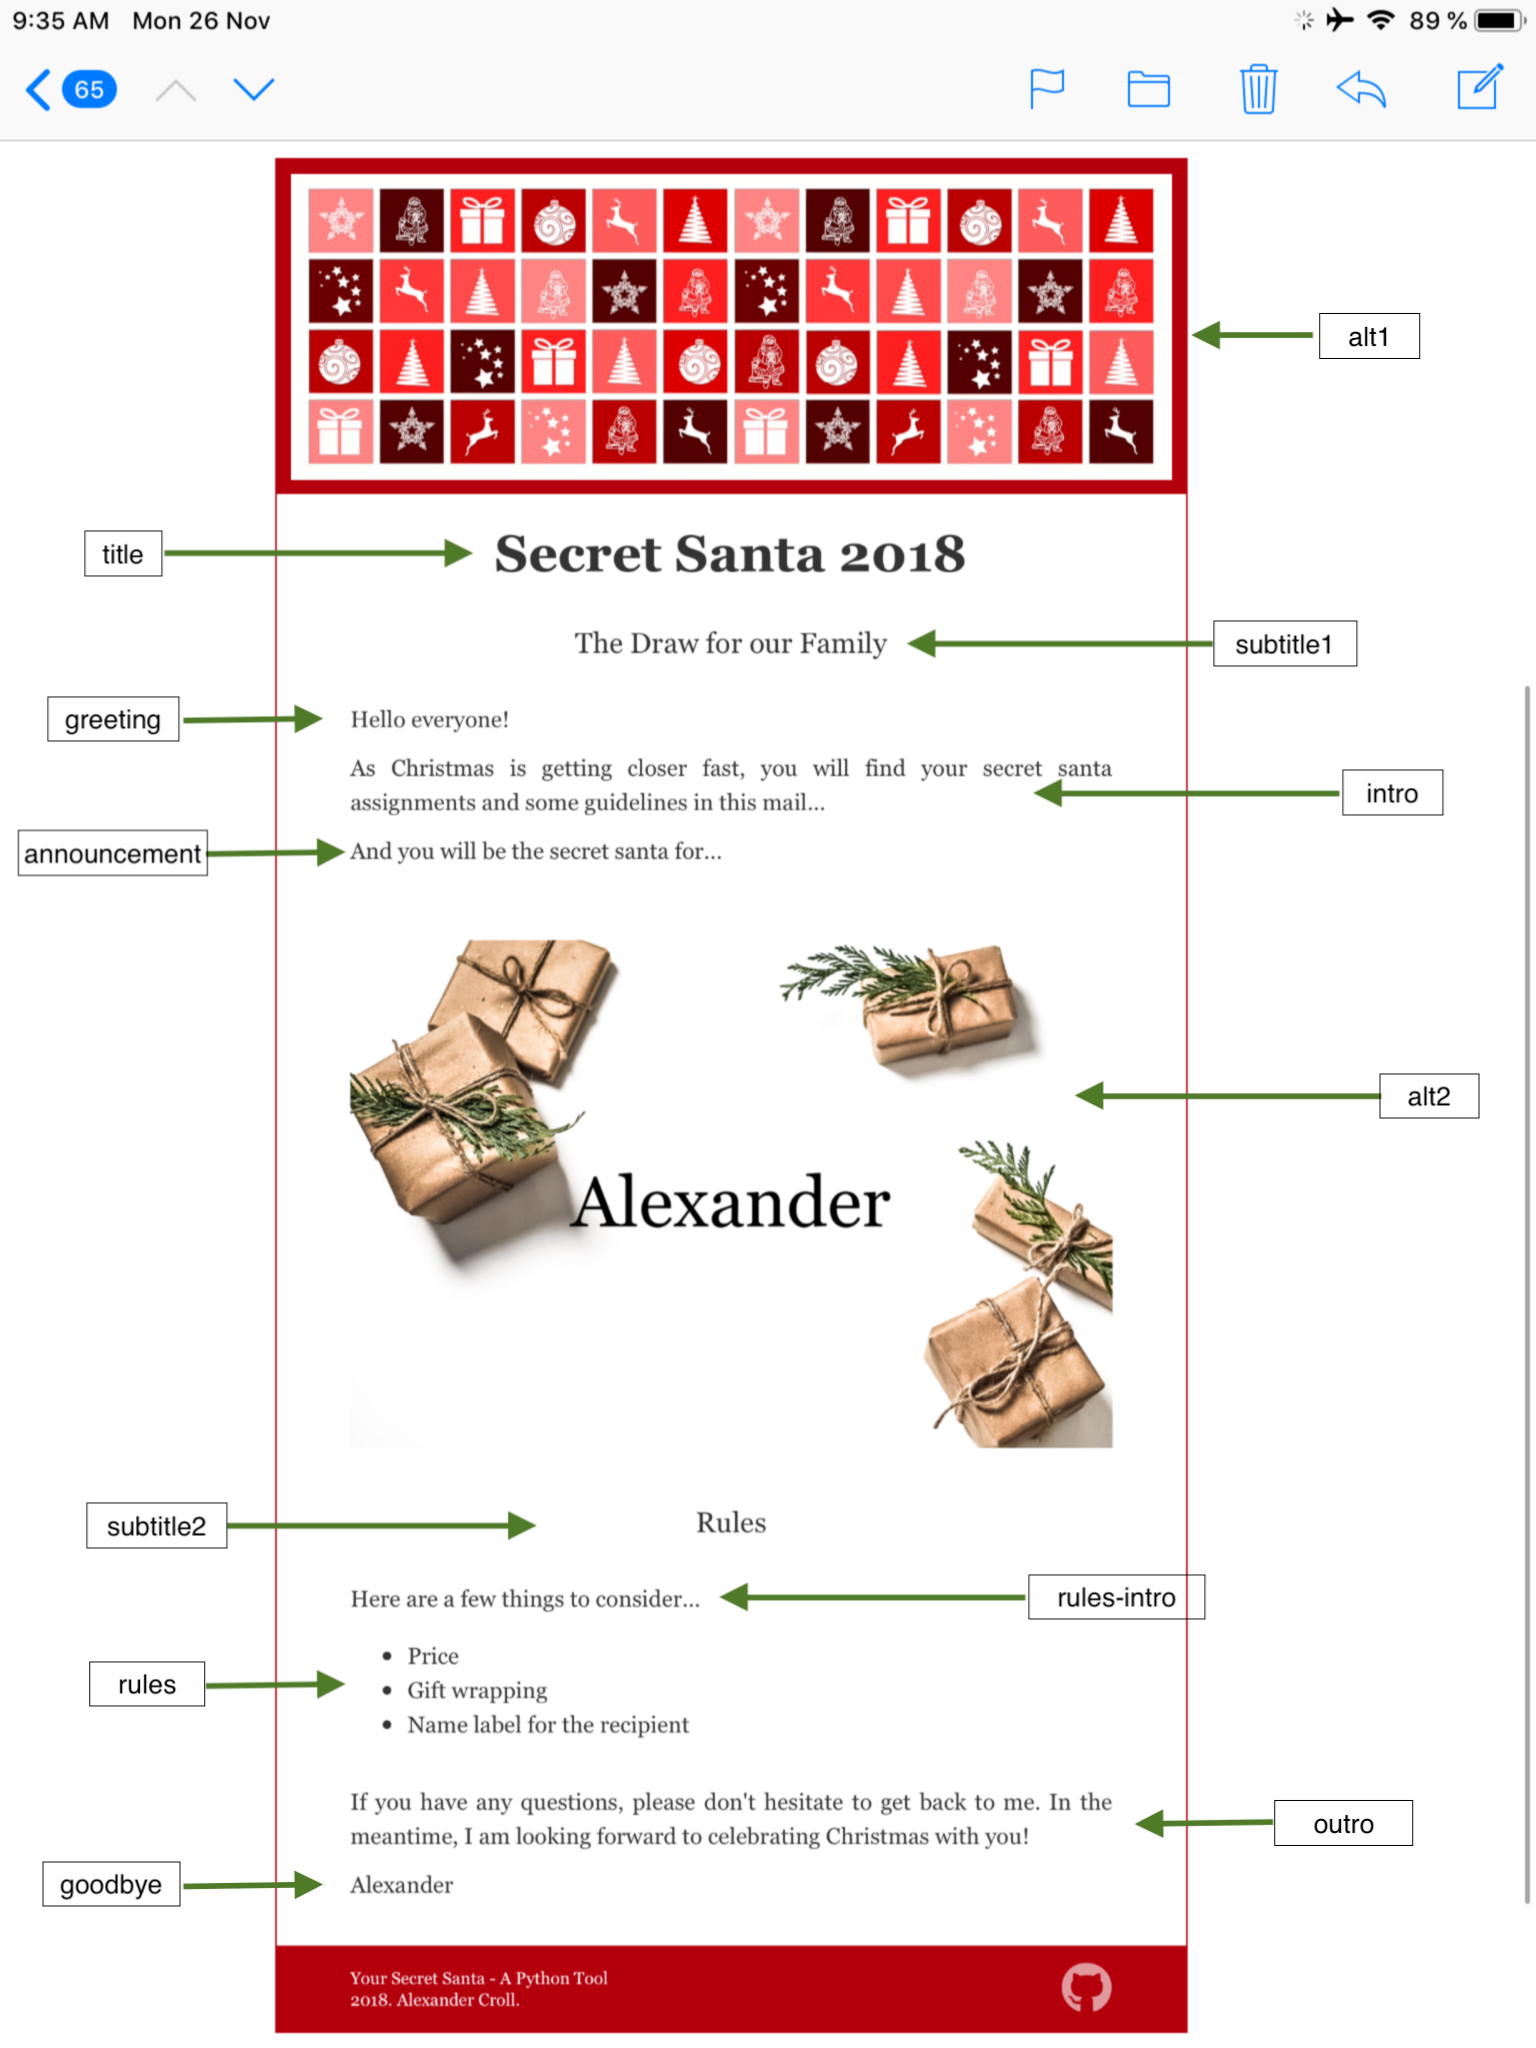 9:35 AM Mon 26 Nov 89 %
65
alt1
title
Secret Santa 2018
The Draw for our Family
subtitle1
greeting
Hello everyone!
As Christmas is getting closer fast, you will find your secret santa
assignments and some guidelines in this mail...
intro
announcement
And you will be the secret santa for...
alt2
Alexander
subtitle2
Rules
Here are a few things to consider...
rules-intro
rules
• Price
• Gift wrapping
• Name label for the recipient
If you have any questions, please don't hesitate to get back to me. In the
meantime, I am looking forward to celebrating Christmas with you!
outro
goodbye
Alexander
Your Secret Santa - A Python Tool
2018. Alexander Croll.